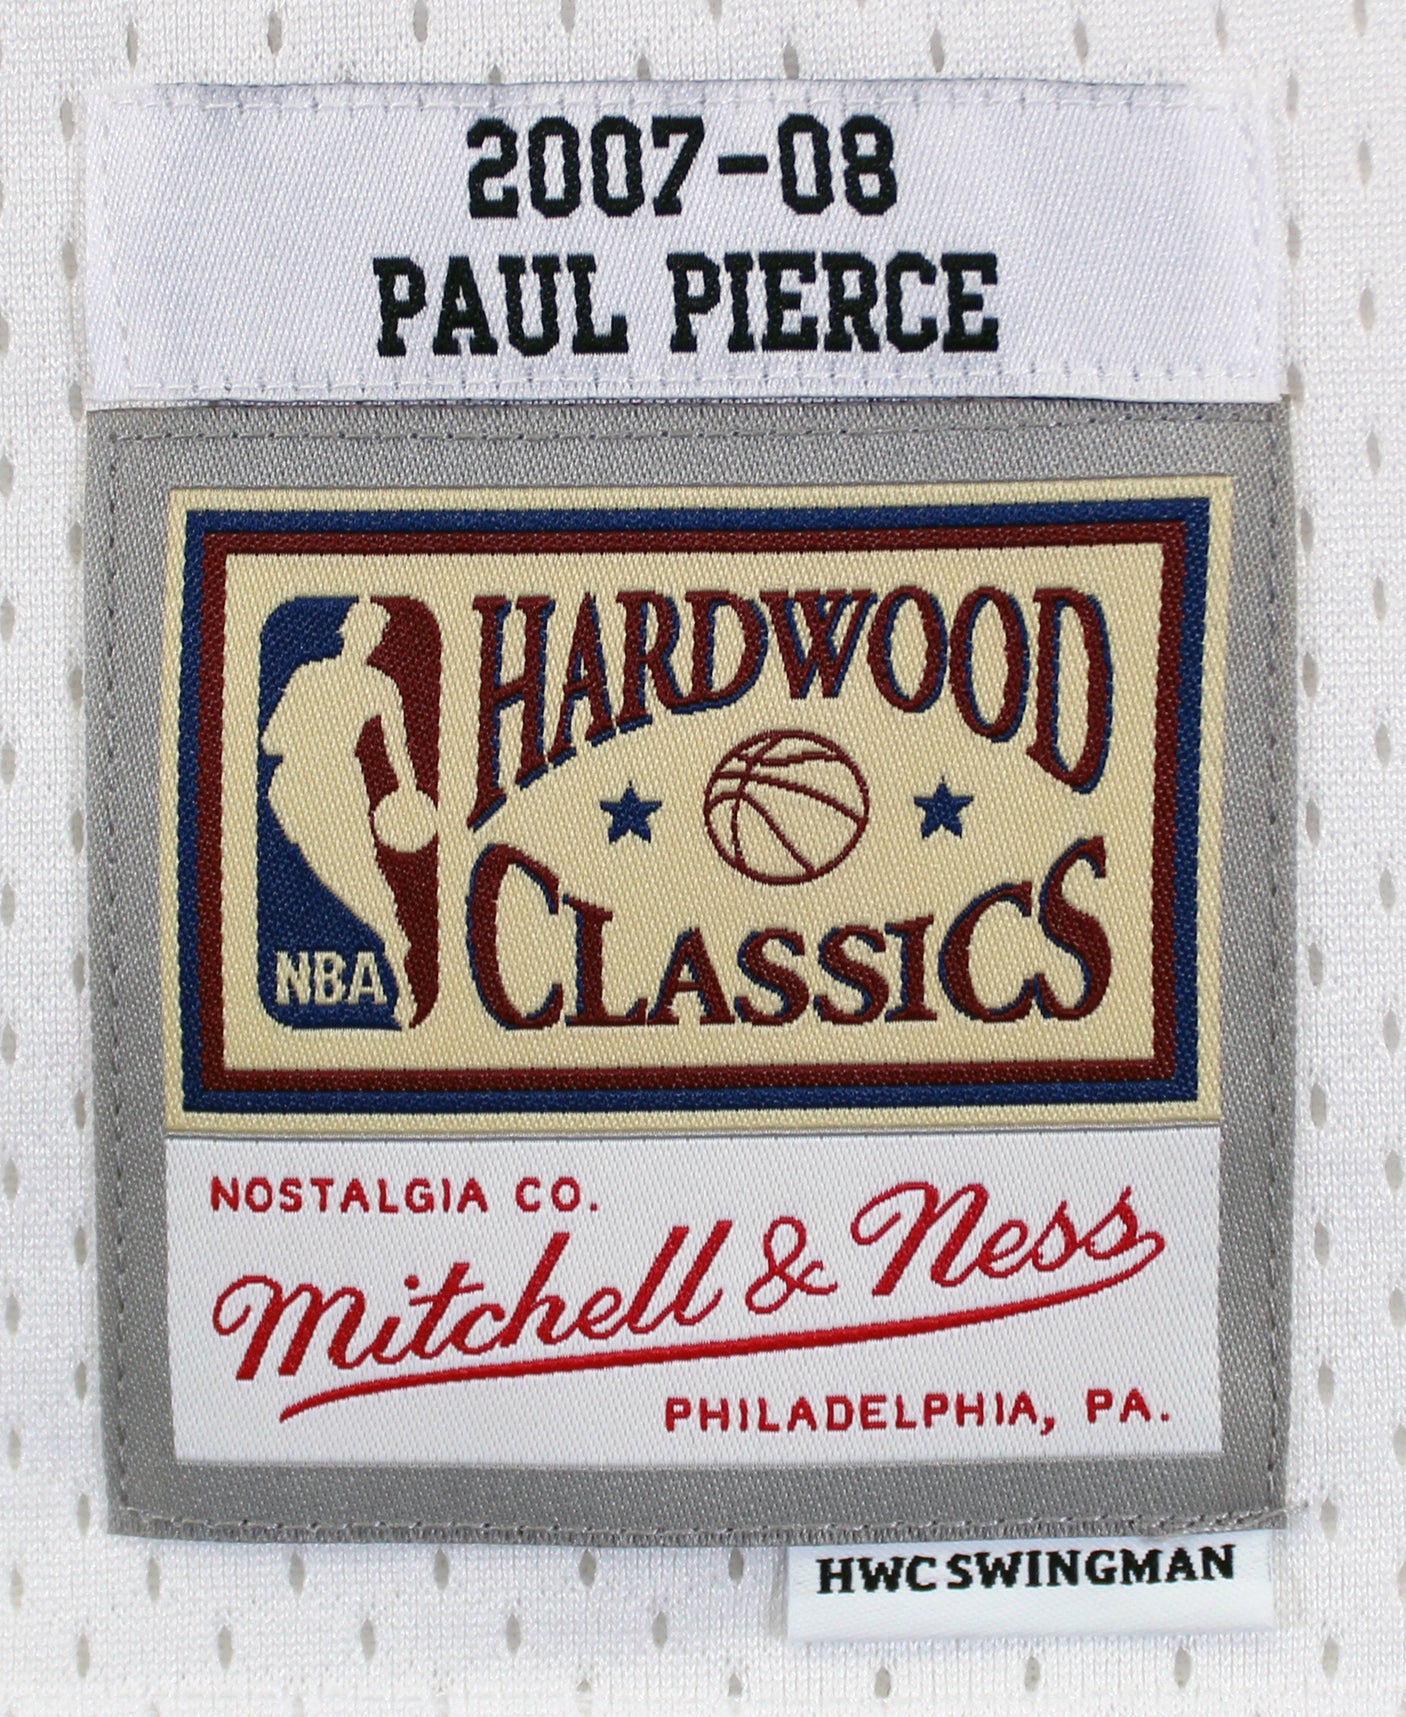 2007-08
PAUL PIERCE
HARDWOOD
CLASSICS
NBA
NOSTALGIA CO.
Mitchell & Ness
PHILADELPHIA, PA.
HWC SWINGMAN